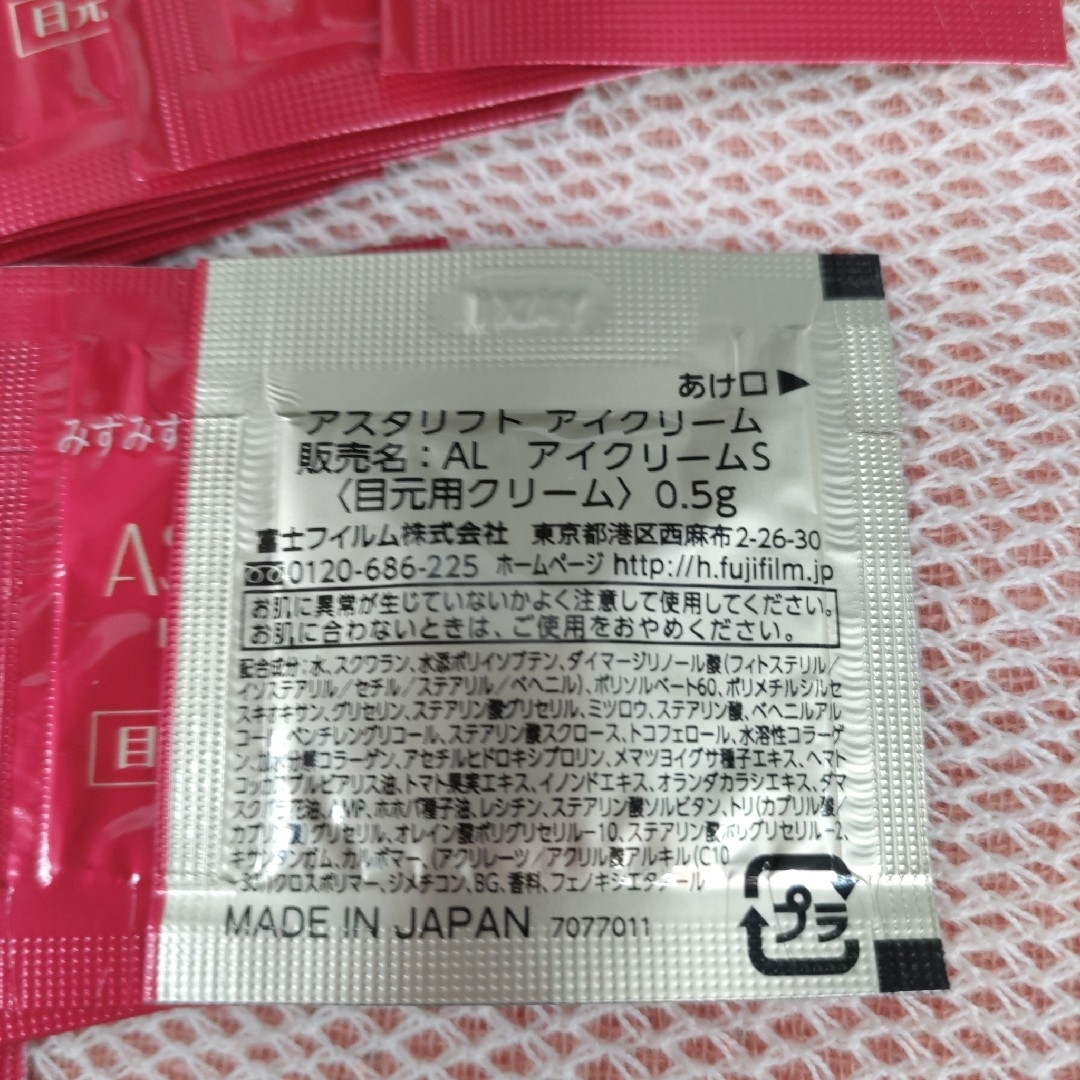 目元
みずみず
AS
目
あけ口▶
アスタリフト アイクリーム
販売名:AL アイクリームS
〈目元用クリーム〉 0.5g
富士フイルム株式会社 東京都港区西麻布2-26-30
0120-686-225 ホームページ http://h.fujifilm.jp
お肌に異常が生じていないかよく注意して使用してください。
お肌に合わないときは、ご使用をおやめください。
配合成分:水、スクワラン、水添ポリイソブテン、ダイマージリノール酸(フィトステリル/
イソステアリル/セチル/ステアリル/ベヘニル)、ポリソルベート60、ポリメチルシルセ
スキオキサン、グリセリン、ステアリン酸グリセリル、ミツロウ、ステアリン酸、ベヘニルアル
コール、ペンチレングリコール、ステアリン酸スクロース、トコフェロール、水溶性コラーゲ
ン、加水分解コラーゲン、アセチルヒドロキシプロリン、メマツヨイグサ種子エキス、ヘマト
コッカスプルビアリス油、トマト果実エキス、イノンドエキス、オランダカラシエキス、ダマ
スクバラ花油、AMP、ホホバ種子油、レシチン、ステアリン酸ソルビタン、トリ(カプリル酸/
カプリン酸)グリセリル、オレイン酸ポリグリセリル-10、ステアリン酸ポリグリセリル-2、
キサンタンガム、カルボマー、(アクリレーツ/アクリル酸アルキル(C10
-30))クロスポリマー、ジメチコン、BG、香料、フェノキシエタノール
MADE IN JAPAN 7077011
プラ